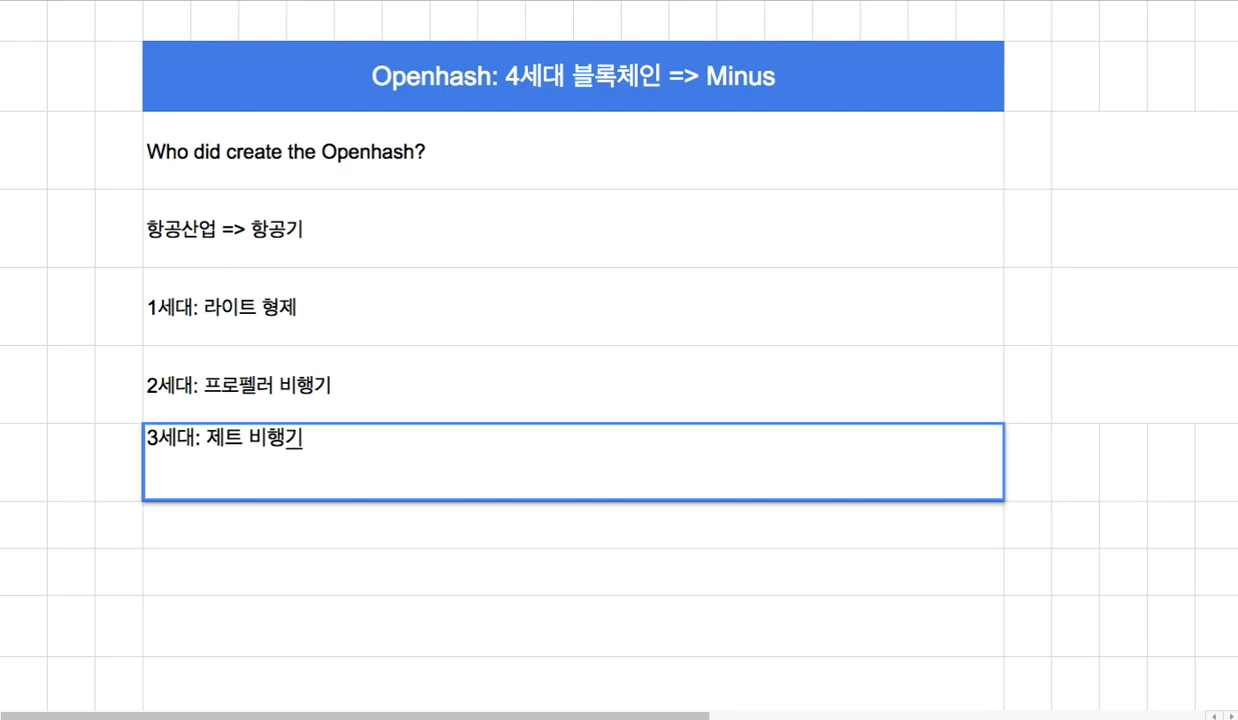 Openhash: 4세대 블록체인 => Minus
Who did create the Openhash?
항공산업 => 항공기
1세대: 라이트 형제
2세대: 프로펠러 비행기
3세대: 제트 비행기